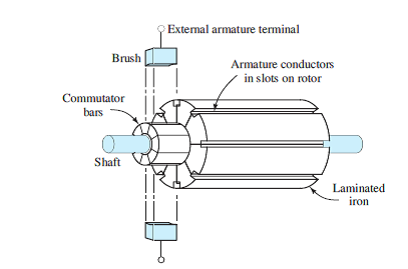 External armature terminal
Brush
Armature conductors
in slots on rotor
Commutator
bars
Shaft
Laminated
iron